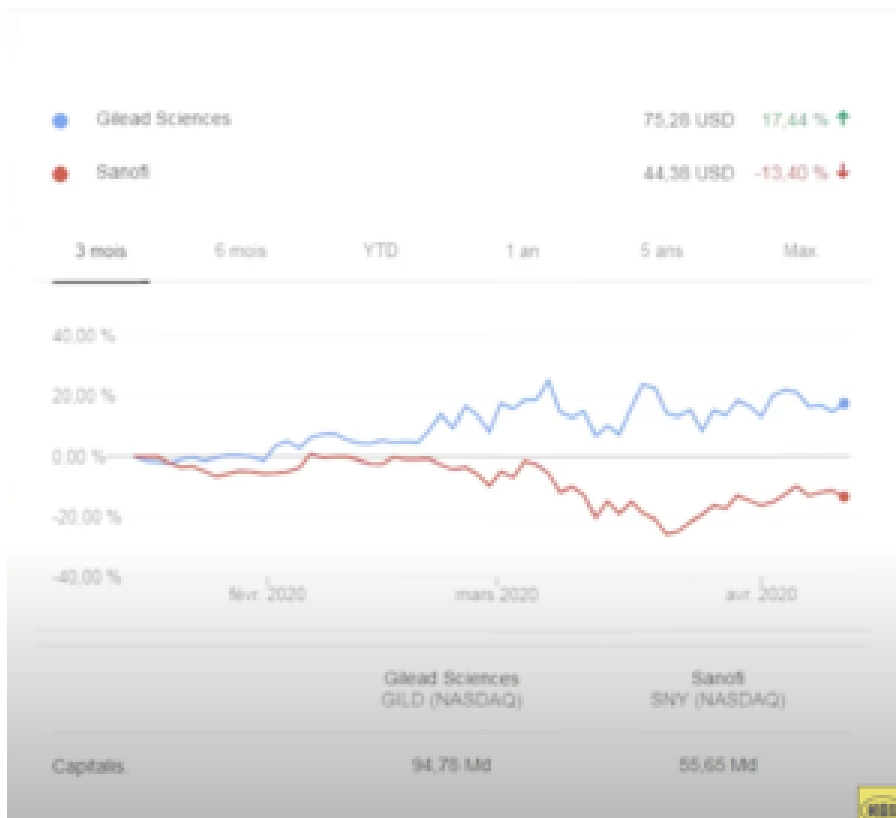 Gilead Sciences 75,26 USD 17,44 % ↑
Sanofi 44,38 USD -13,40 % ↓
3 mois 6 mois YTD 1 an 5 ans Max.
40,00 %
20,00 %
0,00 %
-20,00 %
-40,00 %
févr. 2020 mars 2020 avr. 2020
Gilead Sciences Sanofi
GILD (NASDAQ) SNY (NASDAQ)
Capitalis. 94,78 Md 55,65 Md